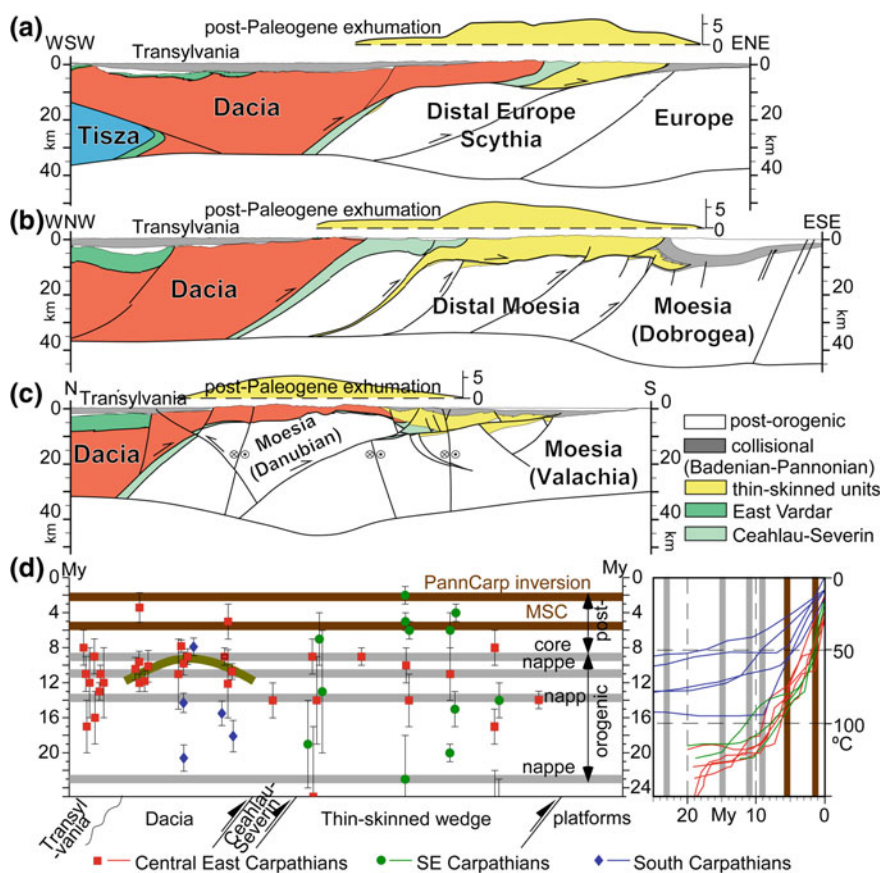 (a)
post-Paleogene exhumation
5
0
WSW
Transylvania
ENE
0
0
Dacia
Distal Europe
Scythia
Europe
20
20
Tisza
km
km
40
40
(b)
post-Paleogene exhumation
5
0
WNW
Transylvania
ESE
0
0
Dacia
Distal Moesia
Moesia
(Dobrogea)
20
20
km
km
40
40
(c)
N
Transylvania
post-Paleogene exhumation
5
0
S
0
0
Dacia
Moesia
(Danubian)
Moesia
(Valachia)
20
20
km
km
40
40
post-orogenic
collisional
(Badenian-Pannonian)
thin-skinned units
East Vardar
Ceahlau-Severin
(d)
My
My
0
0
PannCarp inversion
post-
4
4
MSC
8
core
8
nappe
12
12
napp
orogenic
16
16
20
20
nappe
24
Transyl
-vania
Dacia
Ceahlau-
Severin
Thin-skinned wedge
platforms
0
50
100
ºC
20
My
10
0
Central East Carpathians
SE Carpathians
South Carpathians